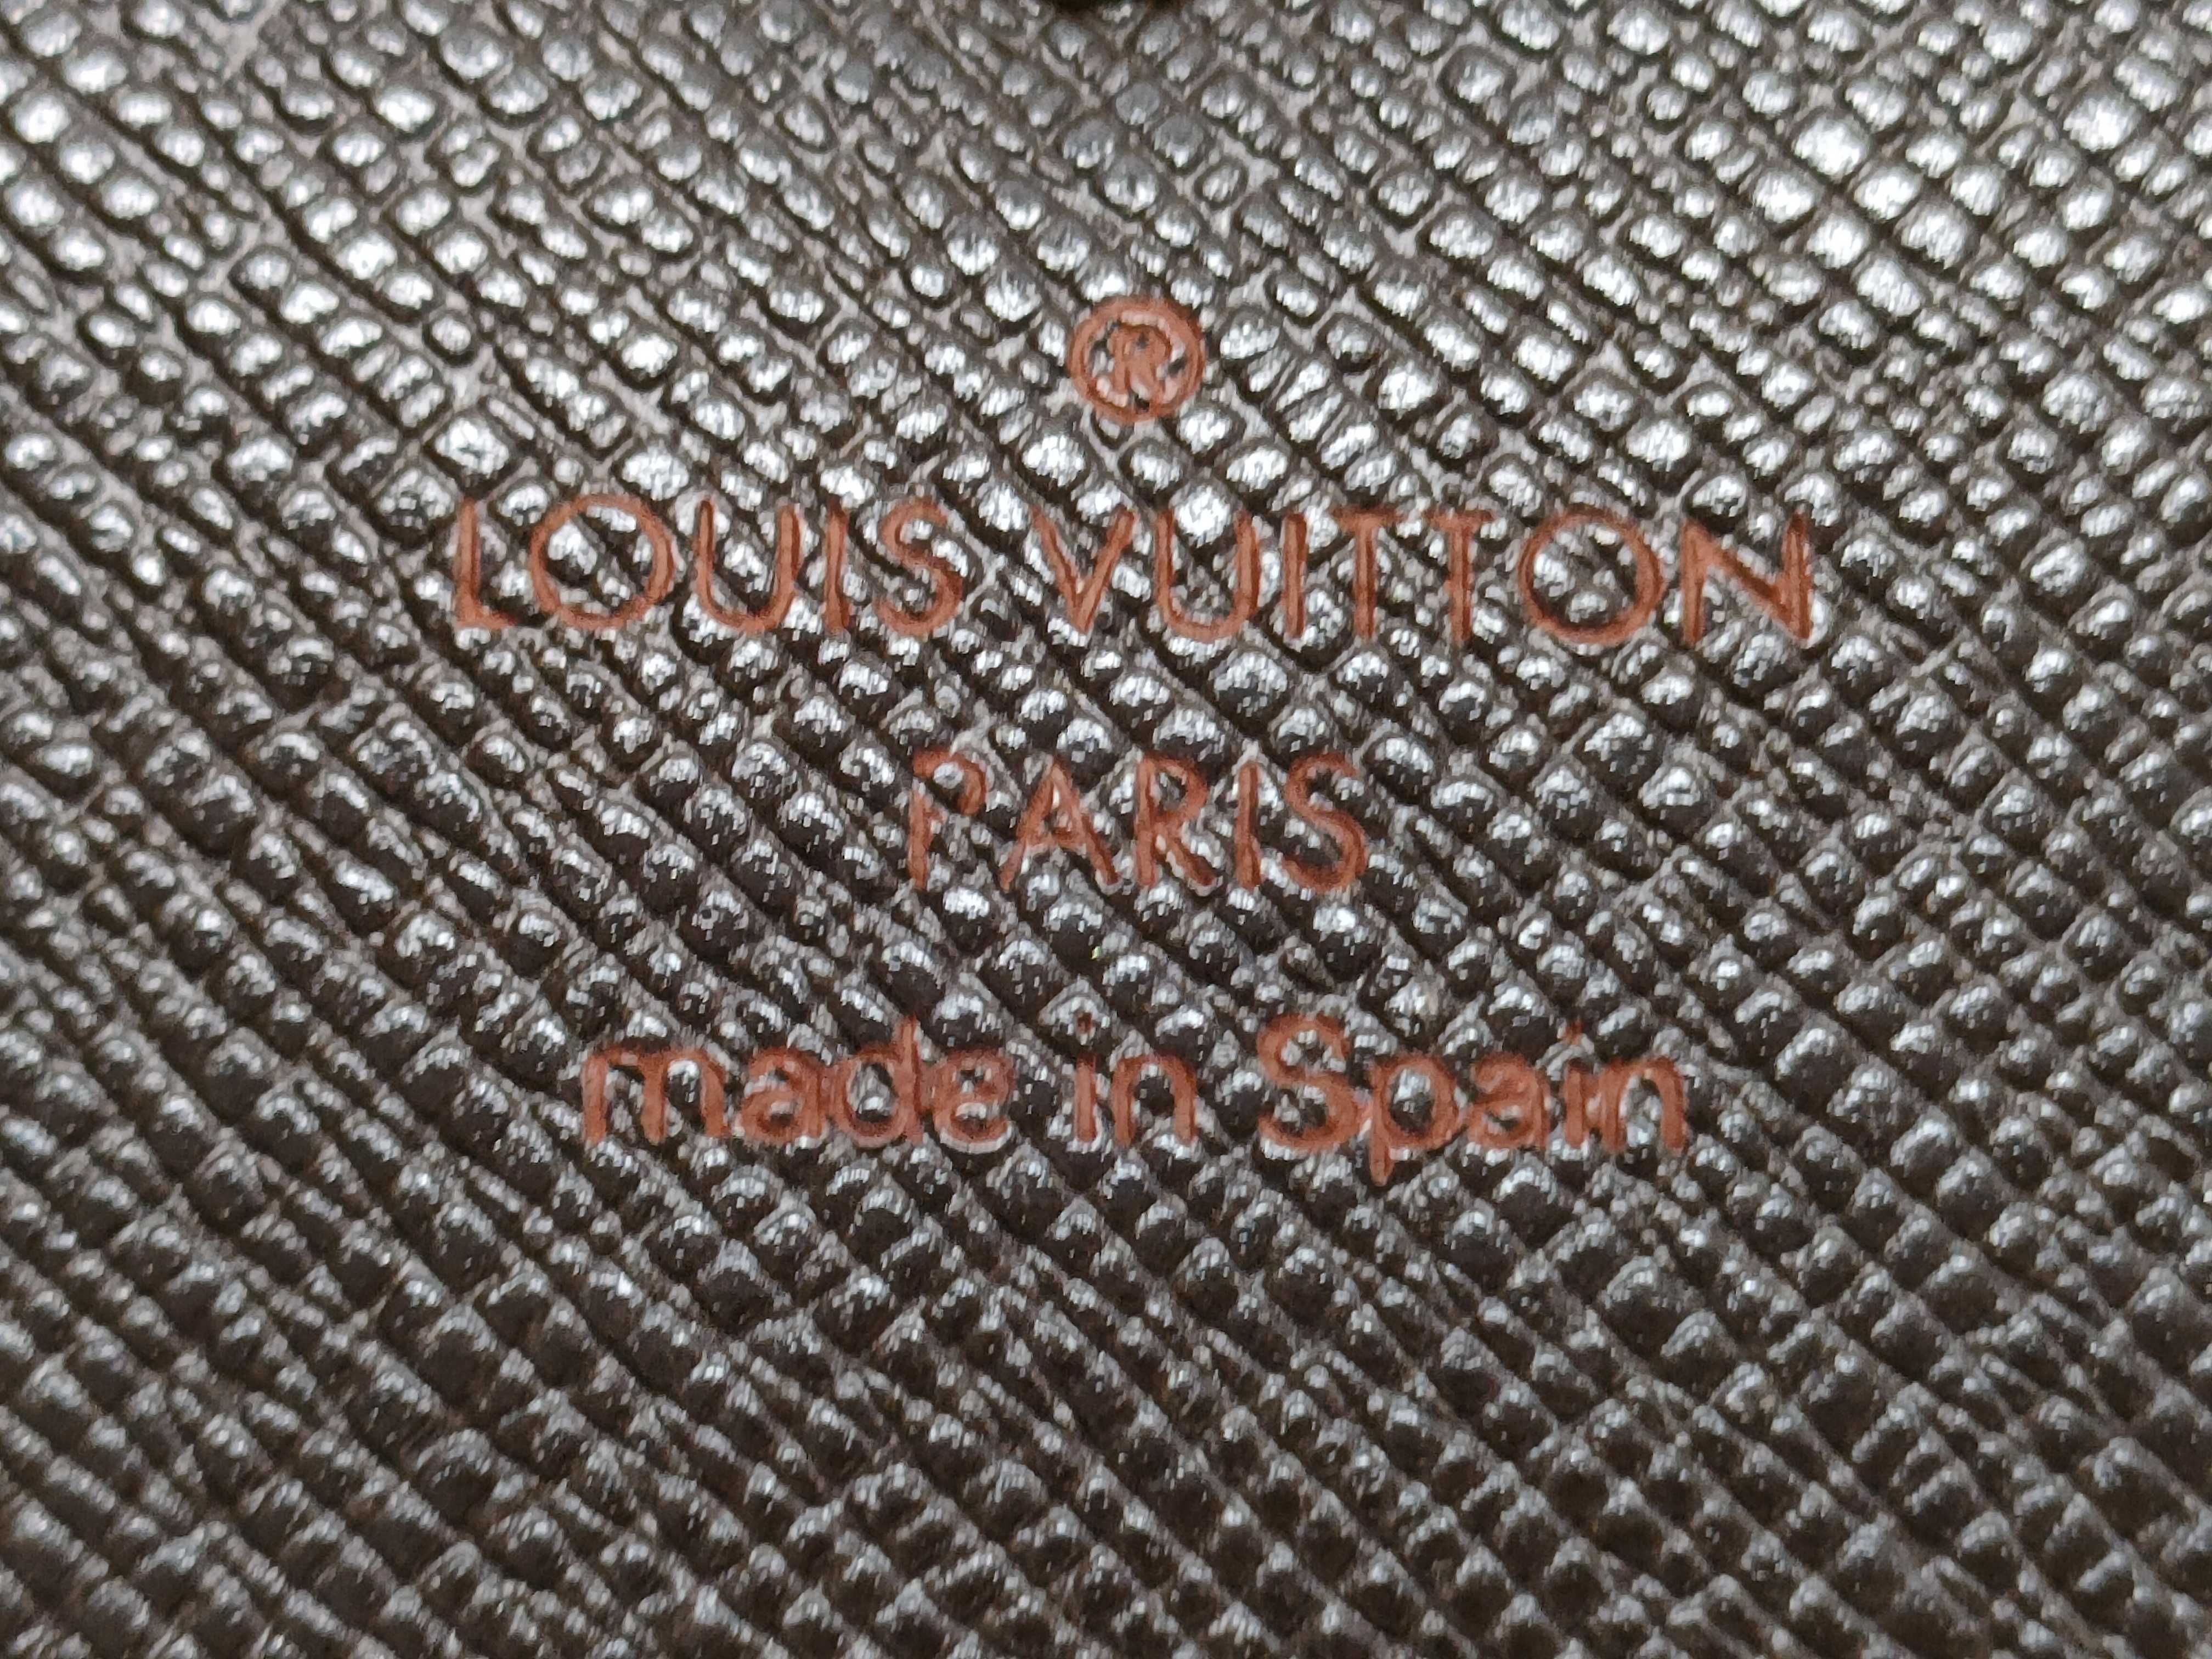 ®
LOUIS VUITTON
PARIS
made in Spain